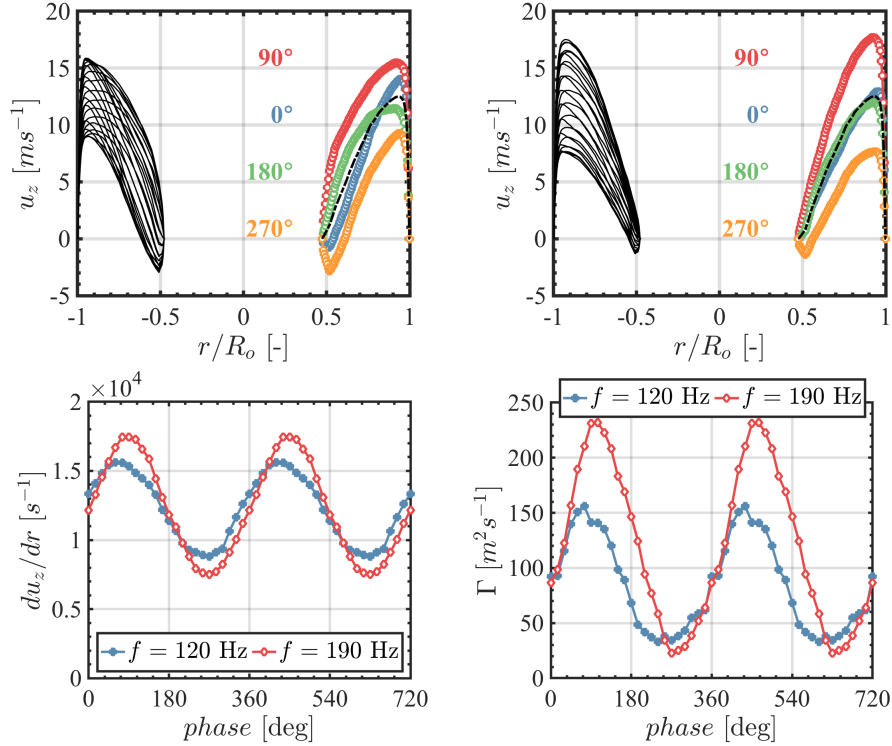 20
15
10
5
0
-5
u_z [ms^{-1}]
90°
0°
180°
270°
-1 -0.5 0 0.5 1
r/R_o [-]
20
15
10
5
0
-5
u_z [ms^{-1}]
90°
0°
180°
270°
-1 -0.5 0 0.5 1
r/R_o [-]
×10^4
2
1.5
1
0.5
0
du_z/dr [s^{-1}]
f = 120 Hz f = 190 Hz
0 180 360 540 720
phase [deg]
250
200
150
100
50
0
Γ [m^2s^{-1}]
f = 120 Hz f = 190 Hz
0 180 360 540 720
phase [deg]